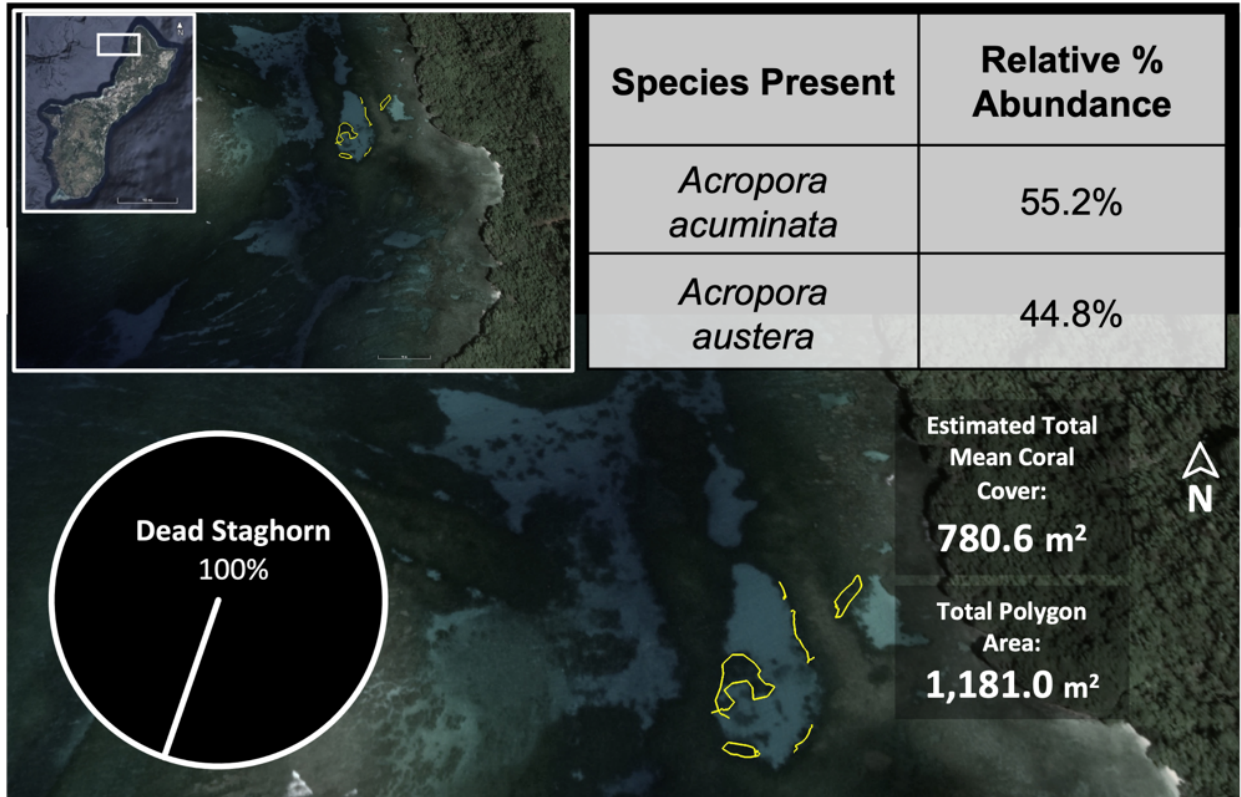 N
Species Present
Relative %
Abundance
Acropora
acuminata
55.2%
Acropora
austera
44.8%
Dead Staghorn
100%
Estimated Total
Mean Coral
Cover:
780.6 m²
N
Total Polygon
Area:
1,181.0 m²